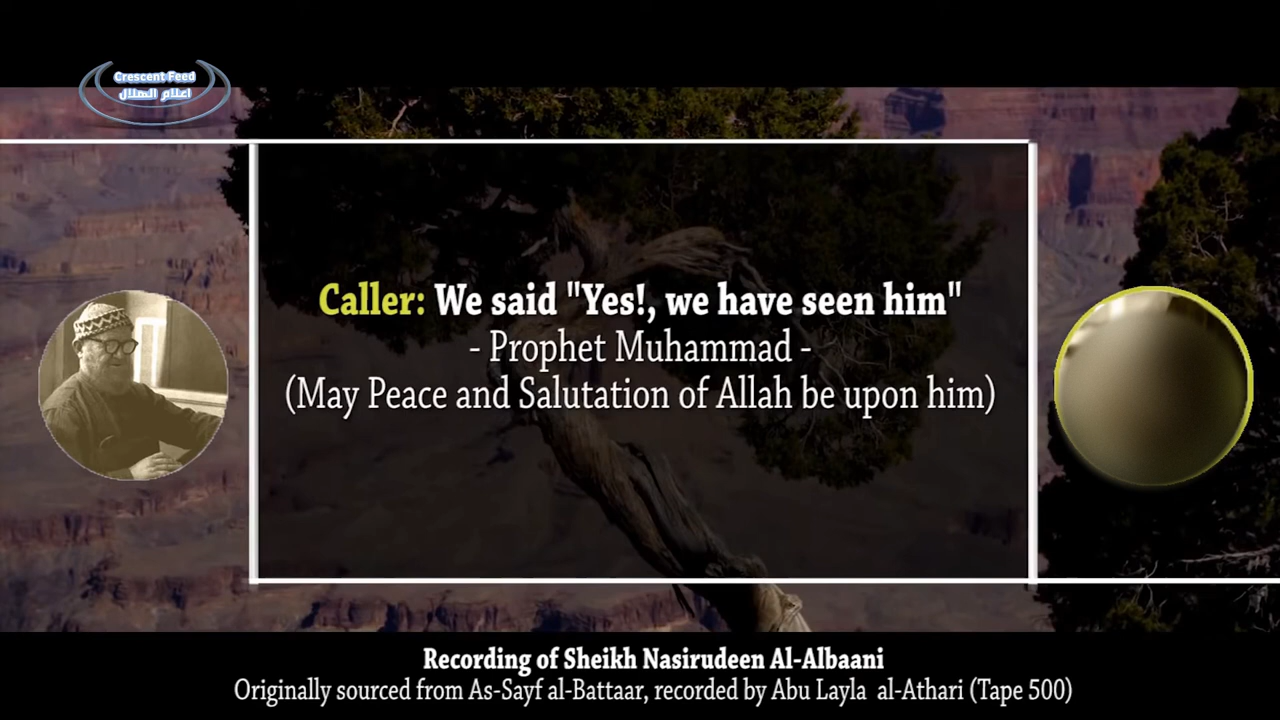 Crescent Feed
اعلام الهلال
Caller: We said "Yes!, we have seen him"
- Prophet Muhammad -
(May Peace and Salutation of Allah be upon him)
Recording of Sheikh Nasirudeen Al-Albaani
Originally sourced from As-Sayf al-Battaar, recorded by Abu Layla al-Athari (Tape 500)